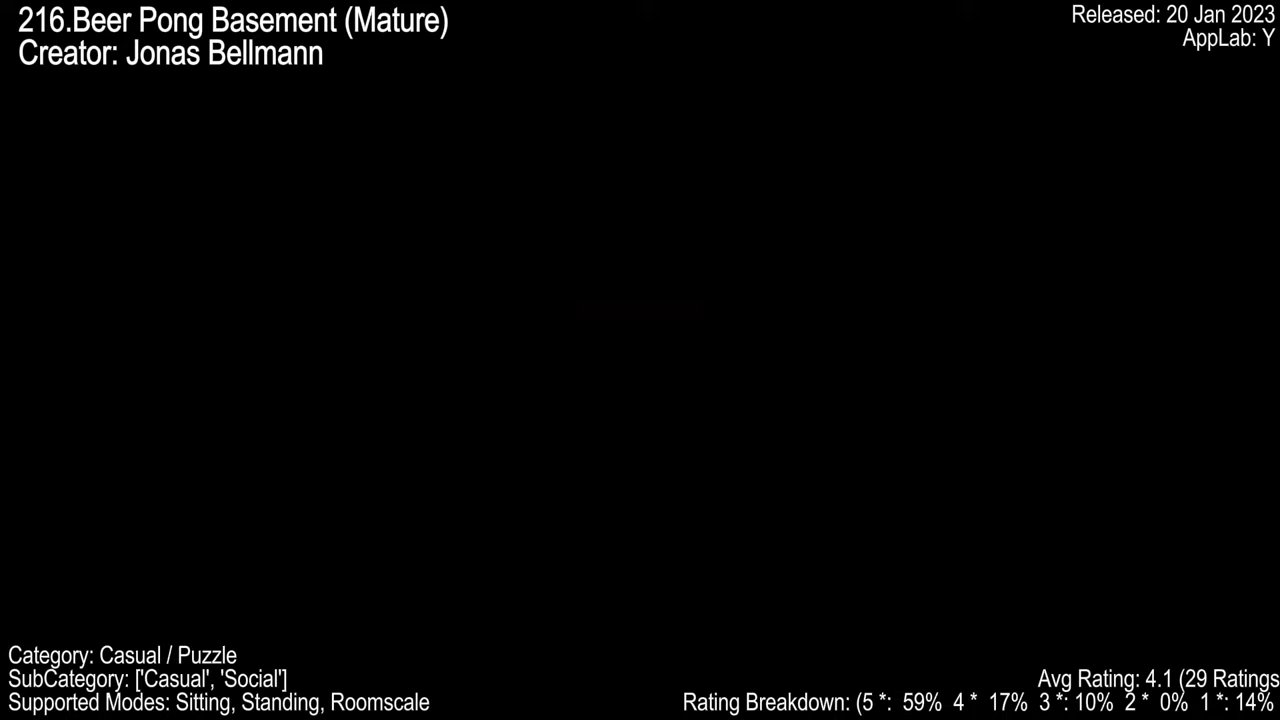 216.Beer Pong Basement (Mature)
Creator: Jonas Bellmann
Released: 20 Jan 2023
AppLab: Y
Category: Casual / Puzzle
SubCategory: ['Casual', 'Social']
Supported Modes: Sitting, Standing, Roomscale
Avg Rating: 4.1 (29 Ratings
Rating Breakdown: (5 *: 59% 4 * 17% 3 *: 10% 2 * 0% 1 *: 14%